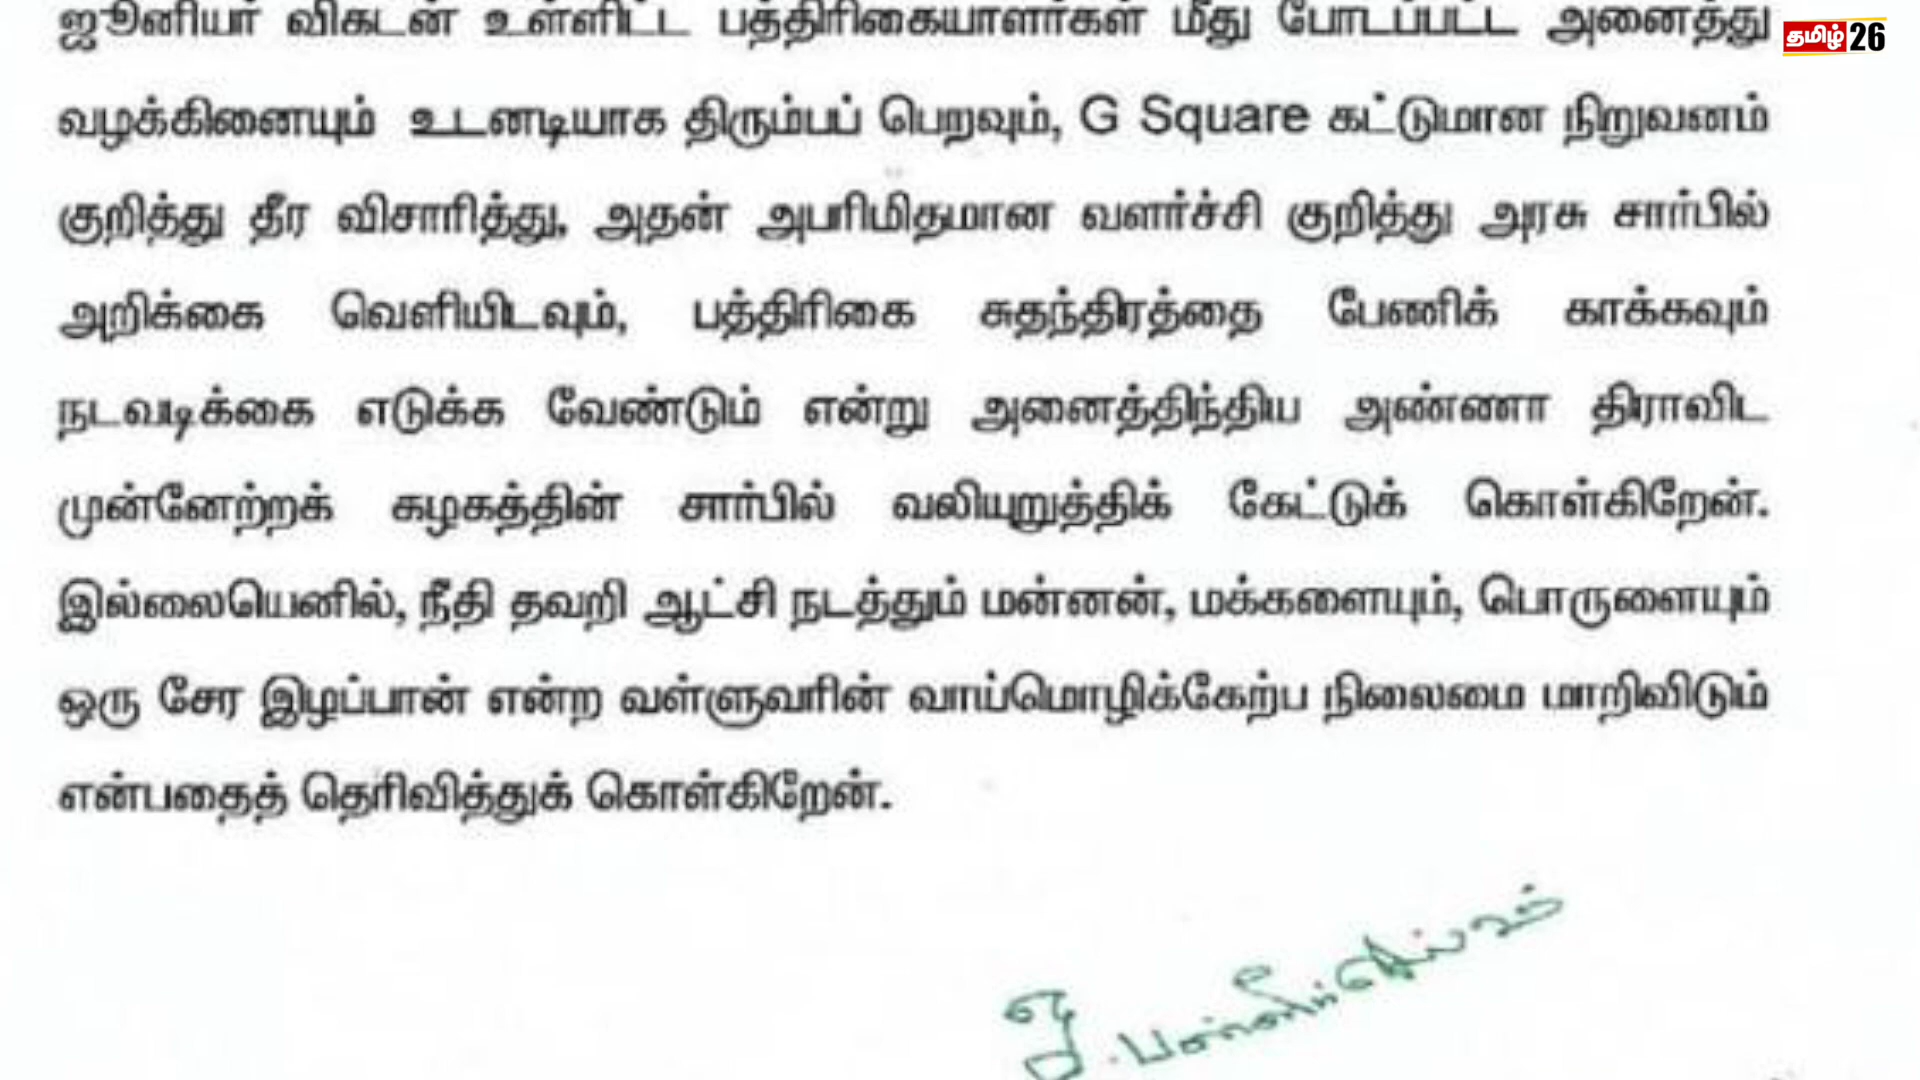 ஜூனியர் விகடன் உள்ளிட்ட பத்திரிகையாளர்கள் மீது போடப்பட்ட அனைத்து
தமிழ் 26
வழக்கினையும் உடனடியாக திரும்பப் பெறவும், G Square கட்டுமான நிறுவனம்
குறித்து தீர விசாரித்து, அதன் அபரிமிதமான வளர்ச்சி குறித்து அரசு சார்பில்
அறிக்கை வெளியிடவும், பத்திரிகை சுதந்திரத்தை பேணிக் காக்கவும்
நடவடிக்கை எடுக்க வேண்டும் என்று அனைத்திந்திய அண்ணா திராவிட
முன்னேற்றக் கழகத்தின் சார்பில் வலியுறுத்திக் கேட்டுக் கொள்கிறேன்.
இல்லையெனில், நீதி தவறி ஆட்சி நடத்தும் மன்னன், மக்களையும், பொருளையும்
ஒரு சேர இழப்பான் என்ற வள்ளுவரின் வாய்மொழிக்கேற்ப நிலைமை மாறிவிடும்
என்பதைத் தெரிவித்துக் கொள்கிறேன்.
ஓ. பன்னீர்செல்வம்